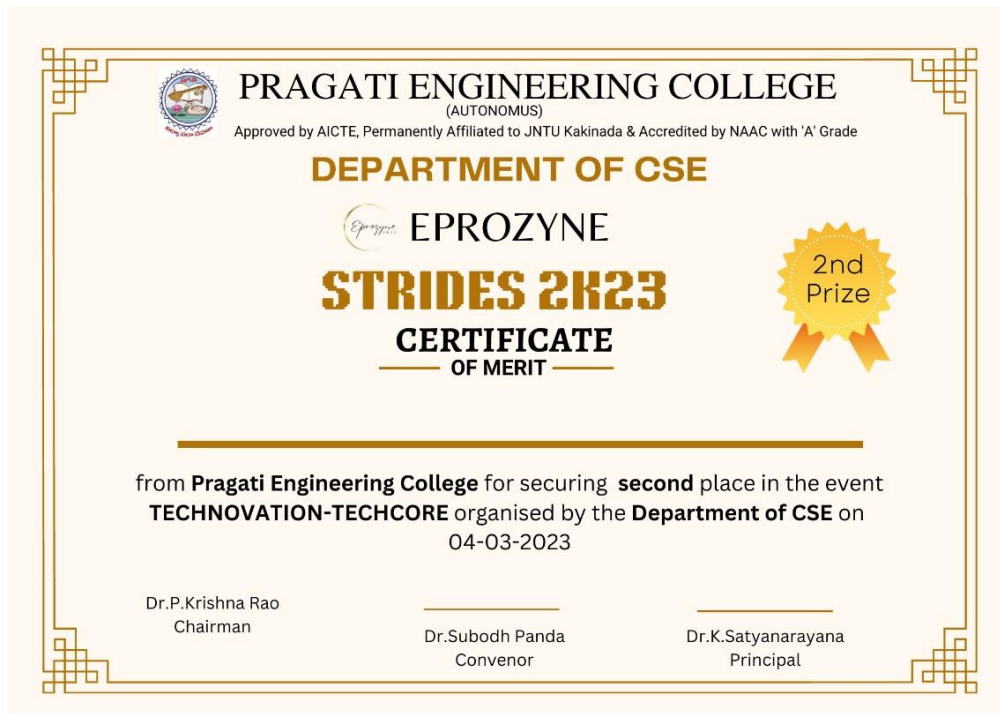 PRAGATI ENGINEERING COLLEGE
(AUTONOMUS)
Approved by AICTE, Permanently Affiliated to JNTU Kakinada & Accredited by NAAC with 'A' Grade
DEPARTMENT OF CSE
Eprozyne
EPROZYNE
STRIDES 2K23
2nd
Prize
CERTIFICATE
OF MERIT
from Pragati Engineering College for securing second place in the event
TECHNOVATION-TECHCORE organised by the Department of CSE on
04-03-2023
Dr.P.Krishna Rao
Chairman
Dr.Subodh Panda
Convenor
Dr.K.Satyanarayana
Principal